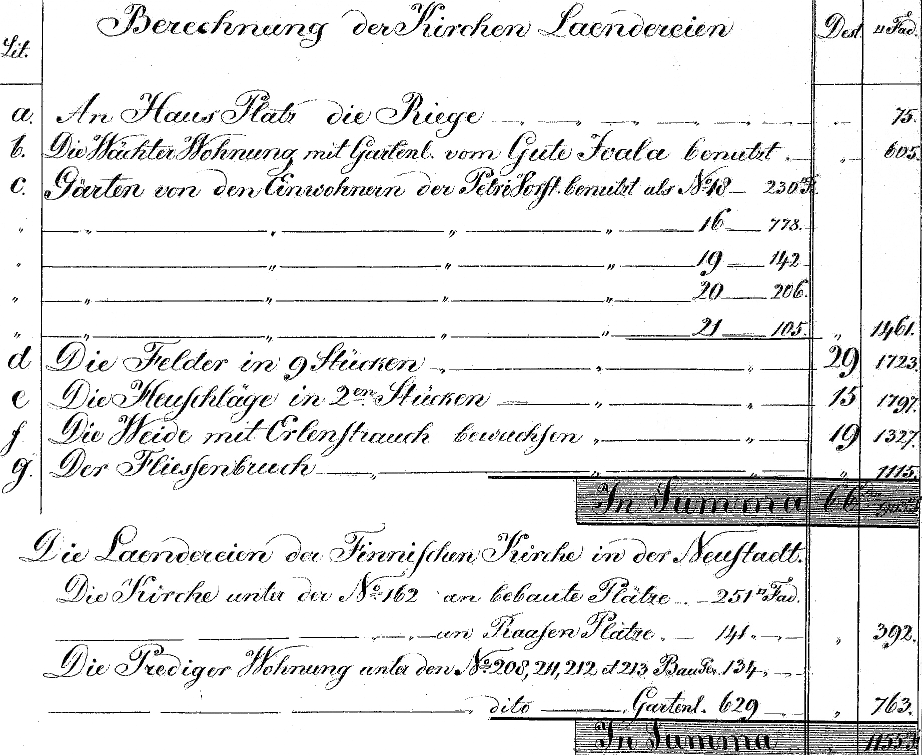 Lit. Berechnung der Kirchen Laendereien Dest. □ Fad.
a. An Haus Platz die Riege „ 75.
b. Die Wächter Wohnung mit Gartenl. vom Gute Joala benutzt „ 605
c. Gärten von den Einwohnern der Petri Vorst. benutzt als No. 18 — 230 □ F.
„ „ „ „ „ 16 — 778.
„ „ „ „ „ 19 — 142
„ „ „ „ „ 20 — 206.
„ „ „ „ „ 21 — 105. „ 1461.
d Die Felder in 9 Stücken „ „ 29 1723.
e Die Heuschläge in 2en Stücken „ „ 15 1797.
f Die Weide mit Erlenstrauch bewachsen „ „ 19 1327.
g. Der Fliessenbruch „ „ „ „ 1115.
In Summa 66
Die Laendereien der Finnischen Kirche in der Neustadt.
Die Kirche unter der No. 162 an bebaute Plätze — 251 □ Fad.
an Raasen Plätze. — 141. „ 392.
Die Prediger Wohnung unter den No. 208, 211, 212 et 213 Bau Pl. 134.
dito Gartenl. 629 „ 763.
In Summa 1155.